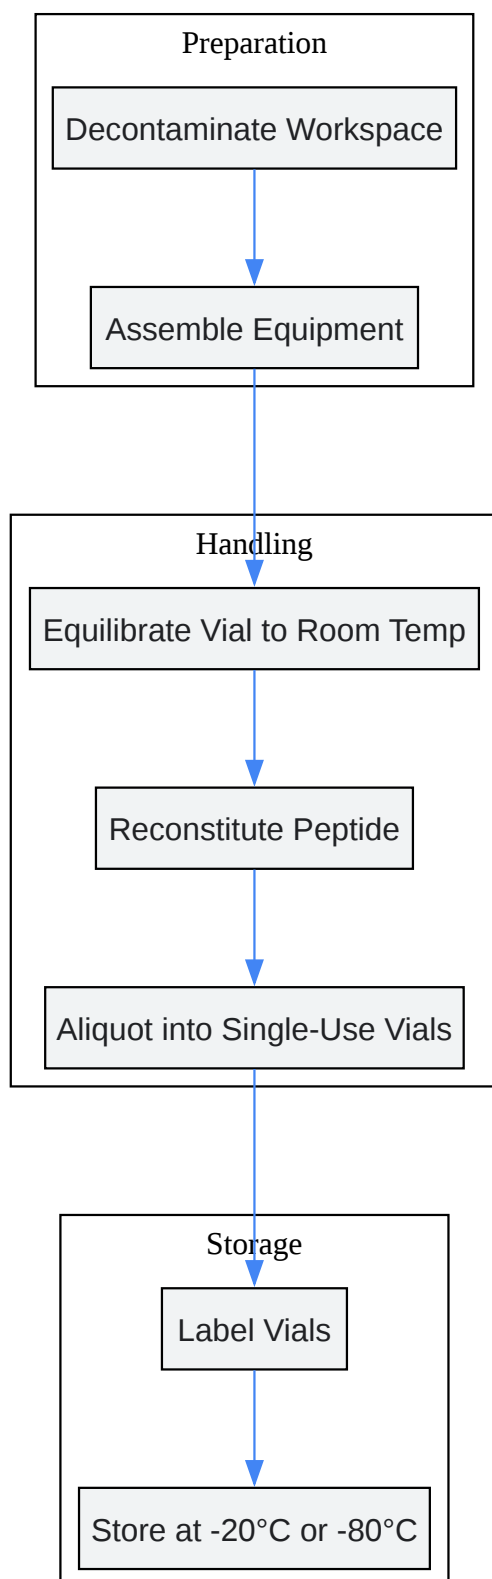 Preparation
Decontaminate Workspace
Assemble Equipment
Handling
Equilibrate Vial to Room Temp
Reconstitute Peptide
Aliquot into Single-Use Vials
Storage
Label Vials
Store at -20°C or -80°C